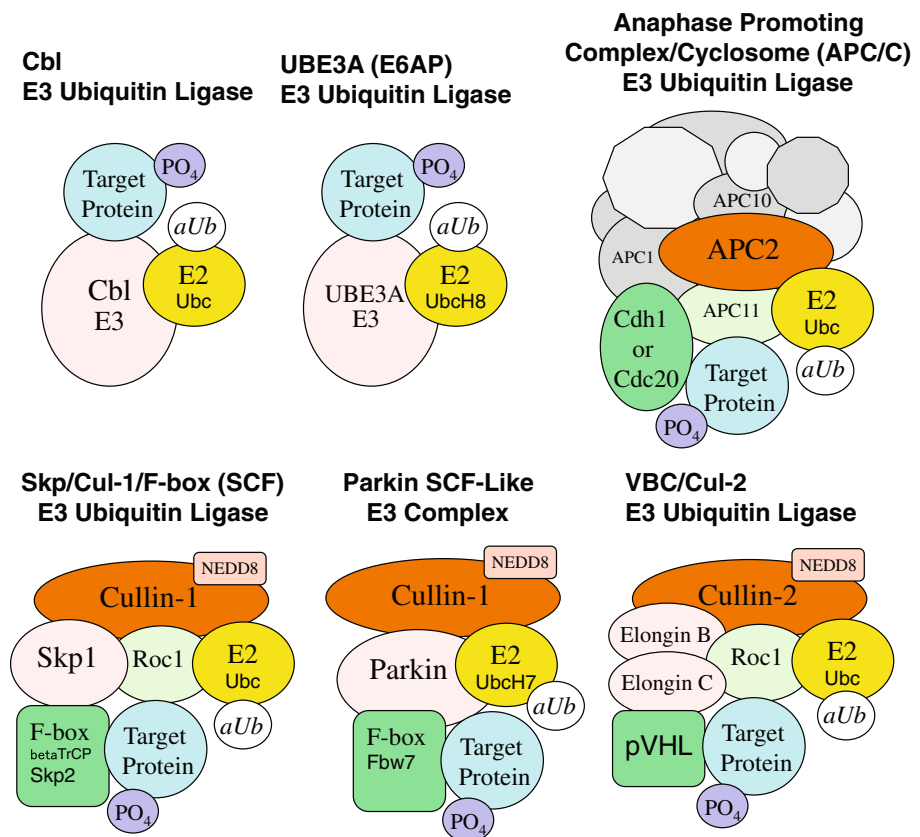 Cbl
E3 Ubiquitin Ligase
Target
Protein
PO4
aUb
Cbl
E3
E2
Ubc
UBE3A (E6AP)
E3 Ubiquitin Ligase
Target
Protein
PO4
aUb
UBE3A
E3
E2
UbcH8
Anaphase Promoting
Complex/Cyclosome (APC/C)
E3 Ubiquitin Ligase
APC10
APC1
APC2
APC11
E2
Ubc
Cdh1
or
Cdc20
aUb
Target
Protein
PO4
Skp/Cul-1/F-box (SCF)
E3 Ubiquitin Ligase
NEDD8
Cullin-1
Skp1
Roc1
E2
Ubc
aUb
F-box
betaTrCP
Skp2
Target
Protein
PO4
Parkin SCF-Like
E3 Complex
NEDD8
Cullin-1
Parkin
E2
UbcH7
aUb
F-box
Fbw7
Target
Protein
PO4
VBC/Cul-2
E3 Ubiquitin Ligase
NEDD8
Cullin-2
Elongin B
Elongin C
Roc1
E2
Ubc
aUb
pVHL
Target
Protein
PO4